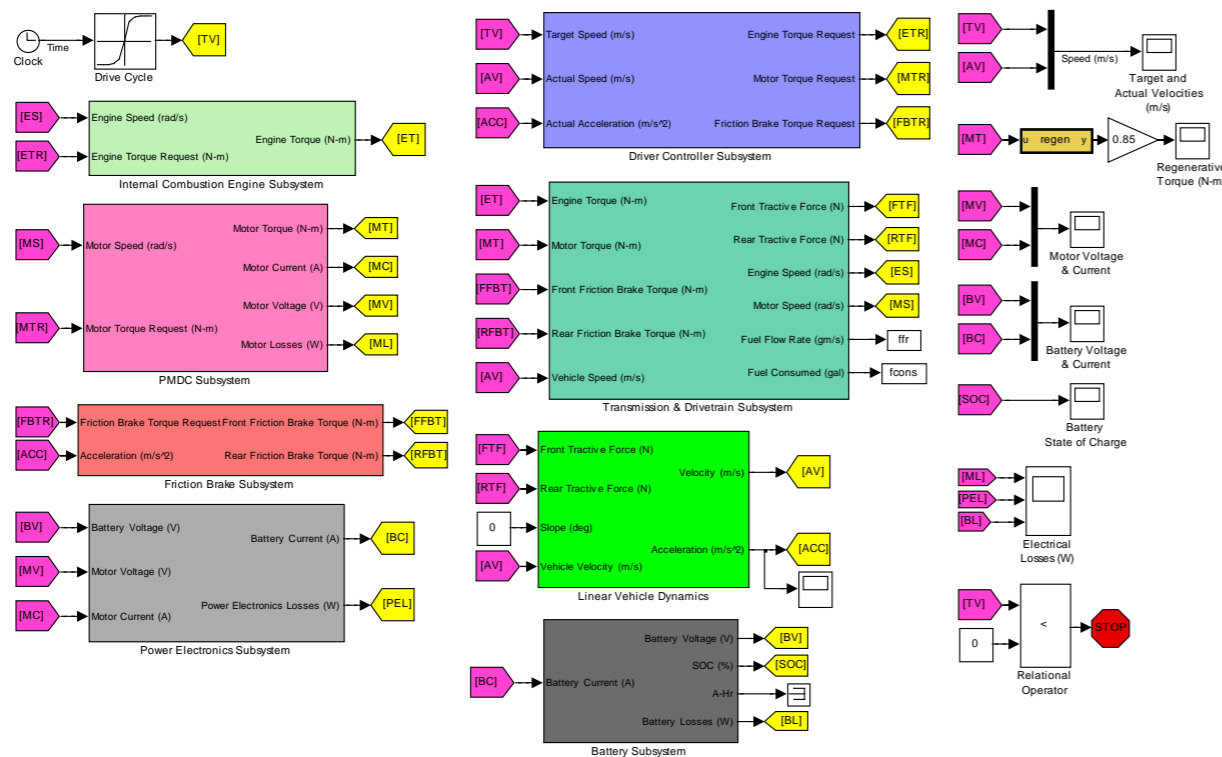 Clock
Time
Drive Cycle
[TV]
[ES]
[ETR]
Engine Speed (rad/s)
Engine Torque Request (N-m)
Engine Torque (N-m)
[ET]
Internal Combustion Engine Subsystem
[MS]
[MTR]
Motor Speed (rad/s)
Motor Torque Request (N-m)
Motor Torque (N-m)
Motor Current (A)
Motor Voltage (V)
Motor Losses (W)
[MT]
[MC]
[MV]
[ML]
PMDC Subsystem
[FBTR]
[ACC]
Friction Brake Torque Request
Acceleration (m/s^2)
Front Friction Brake Torque (N-m)
Rear Friction Brake Torque (N-m)
[FFBT]
[RFBT]
Friction Brake Subsystem
[BV]
[MV]
[MC]
Battery Voltage (V)
Motor Voltage (V)
Motor Current (A)
Battery Current (A)
Power Electronics Losses (W)
[BC]
[PEL]
Power Electronics Subsystem
[TV]
[AV]
[ACC]
Target Speed (m/s)
Actual Speed (m/s)
Actual Acceleration (m/s^2)
Engine Torque Request
Motor Torque Request
Friction Brake Torque Request
[ETR]
[MTR]
[FBTR]
Driver Controller Subsystem
[ET]
[MT]
[FFBT]
[RFBT]
[AV]
Engine Torque (N-m)
Motor Torque (N-m)
Front Friction Brake Torque (N-m)
Rear Friction Brake Torque (N-m)
Vehicle Speed (m/s)
Front Tractive Force (N)
Rear Tractive Force (N)
Engine Speed (rad/s)
Motor Speed (rad/s)
Fuel Flow Rate (gm/s)
Fuel Consumed (gal)
[FTF]
[RTF]
[ES]
[MS]
ffr
fcons
Transmission & Drivetrain Subsystem
[FTF]
[RTF]
0
[AV]
Front Tractive Force (N)
Rear Tractive Force (N)
Slope (deg)
Vehicle Velocity (m/s)
Velocity (m/s)
Acceleration (m/s^2)
[AV]
[ACC]
Linear Vehicle Dynamics
[BC]
Battery Current (A)
Battery Voltage (V)
SOC (%)
A-Hr
Battery Losses (W)
[BV]
[SOC]
[BL]
Battery Subsystem
[TV]
[AV]
Speed (m/s)
Target and
Actual Velocities
(m/s)
[MT]
u regen y
0.85
Regenerative
Torque (N-m
[MV]
[MC]
Motor Voltage
& Current
[BV]
[BC]
Battery Voltage
& Current
[SOC]
Battery
State of Charge
[ML]
[PEL]
[BL]
Electrical
Losses (W)
[TV]
0
<
STOP
Relational
Operator